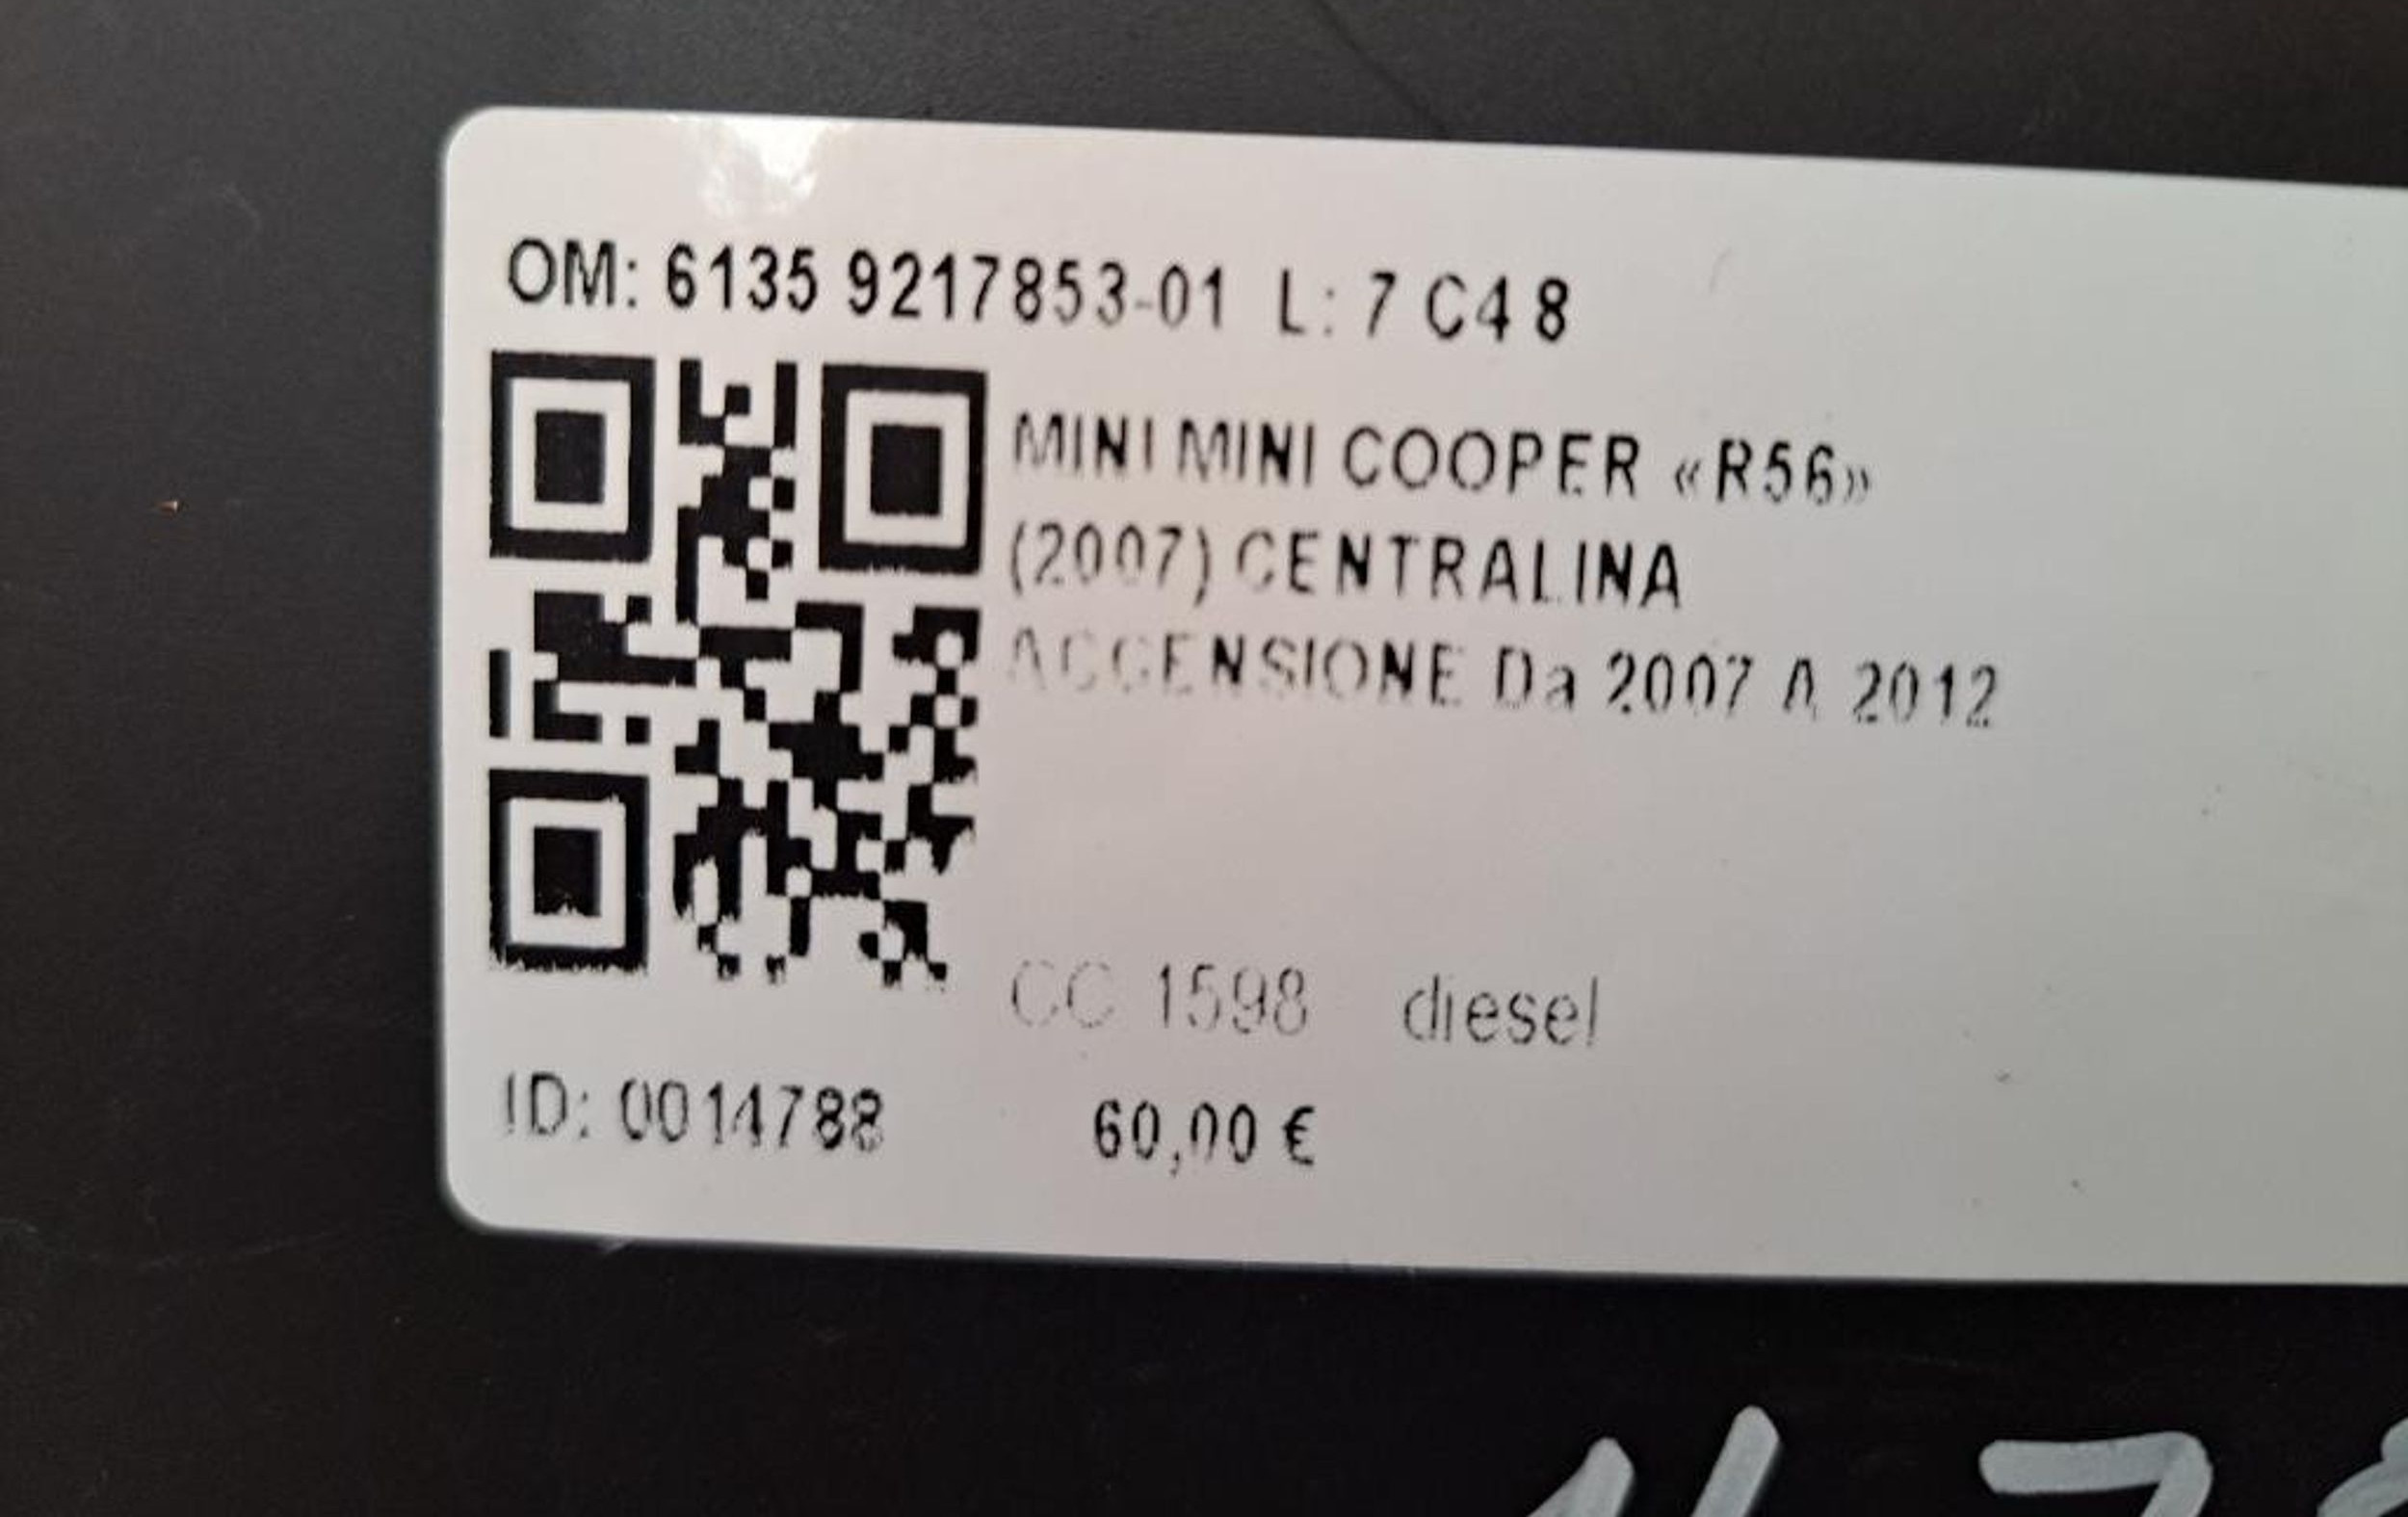 OM: 6135 9217853-01 L: 7 C4 8
MINI MINI COOPER «R56»
(2007) CENTRALINA
ACCENSIONE Da 2007 A 2012
CC 1598 diesel
ID: 0014788 60,00 €